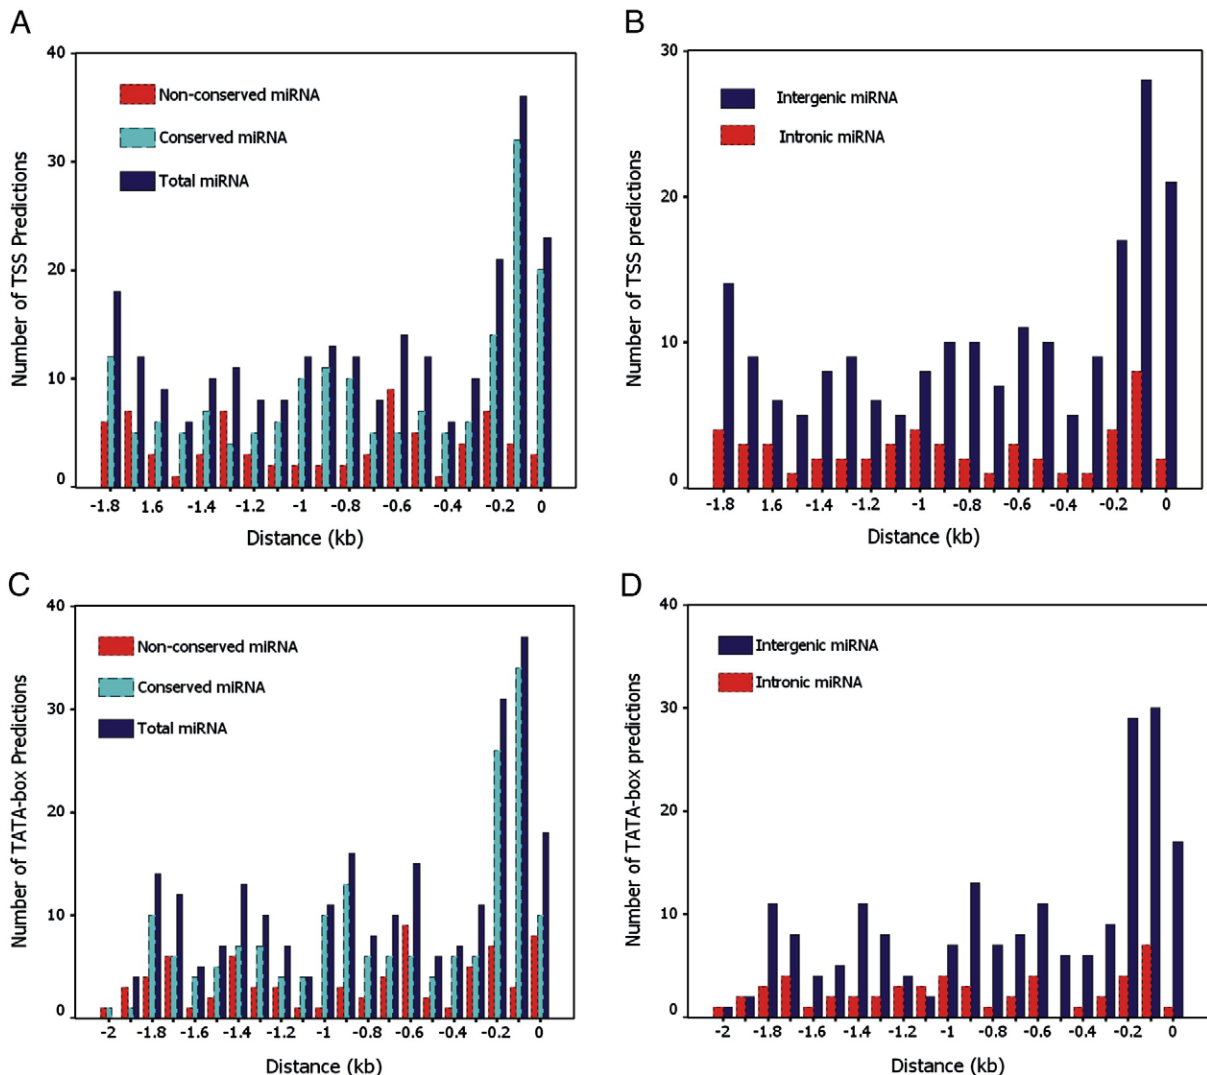 A
Number of TSS Predictions
40
30
20
10
0
Non-conserved miRNA
Conserved miRNA
Total miRNA
-1.8 1.6 -1.4 -1.2 -1 -0.8 -0.6 -0.4 -0.2 0
Distance (kb)
B
Number of TSS predictions
30
20
10
0
Intergenic miRNA
Intronic miRNA
-1.8 1.6 -1.4 -1.2 -1 -0.8 -0.6 -0.4 -0.2 0
Distance (kb)
C
Number of TATA-box Predictions
40
30
20
10
0
Non-conserved miRNA
Conserved miRNA
Total miRNA
-2 -1.8 -1.6 -1.4 -1.2 -1 -0.8 -0.6 -0.4 -0.2 0
Distance (kb)
D
Number of TATA-box predictions
40
30
20
10
0
Intergenic miRNA
Intronic miRNA
-2 -1.8 -1.6 -1.4 -1.2 -1 -0.8 -0.6 -0.4 -0.2 0
Distance (kb)